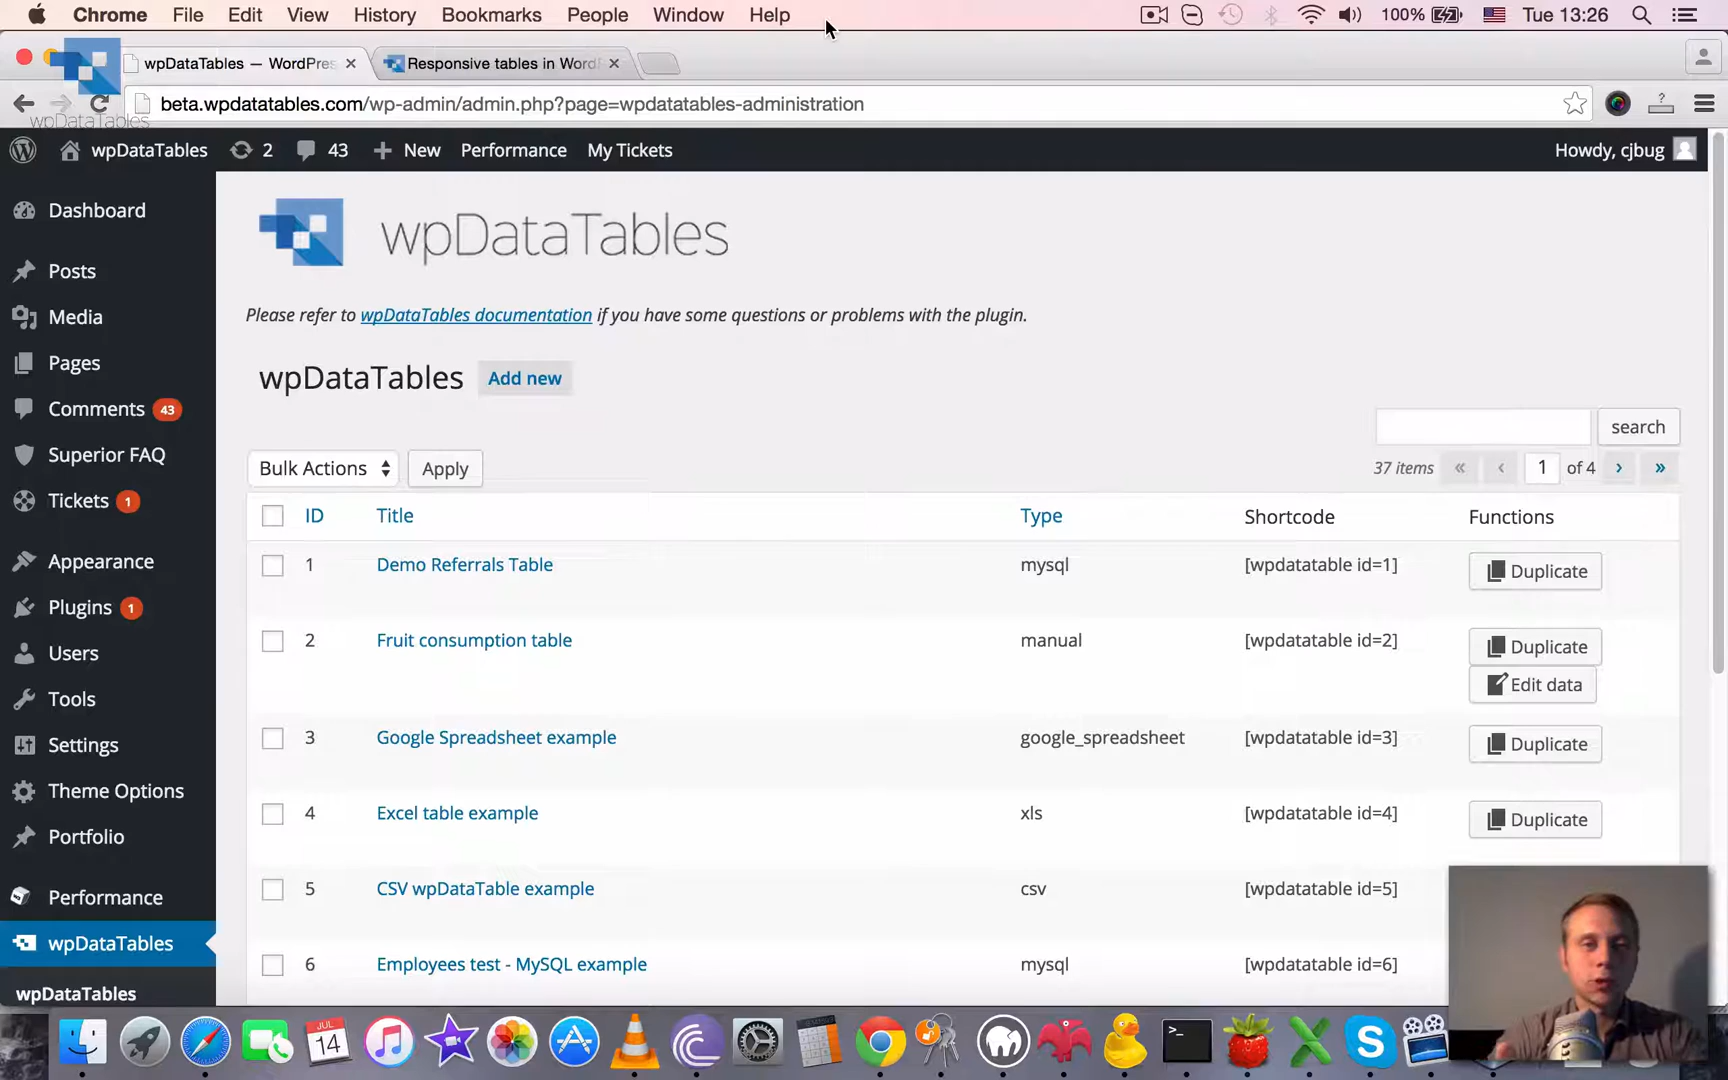 Chrome File Edit View History Bookmarks People Window Help 100% Tue 13:26
wpDataTables — WordPres Responsive tables in WordP
beta.wpdatatables.com/wp-admin/admin.php?page=wpdatatables-administration
wpDataTables
wpDataTables 2 43 New Performance My Tickets Howdy, cjbug
Dashboard
Posts
Media
Pages
Comments 43
Superior FAQ
Tickets 1
Appearance
Plugins 1
Users
Tools
Settings
Theme Options
Portfolio
Performance
wpDataTables
wpDataTables
wpDataTables
Please refer to wpDataTables documentation if you have some questions or problems with the plugin.
wpDataTables Add new
search
Bulk Actions Apply 37 items « ‹ 1 of 4 › »
ID Title Type Shortcode Functions
1 Demo Referrals Table mysql [wpdatatable id=1] Duplicate
2 Fruit consumption table manual [wpdatatable id=2] Duplicate
Edit data
3 Google Spreadsheet example google_spreadsheet [wpdatatable id=3] Duplicate
4 Excel table example xls [wpdatatable id=4] Duplicate
5 CSV wpDataTable example csv [wpdatatable id=5]
6 Employees test - MySQL example mysql [wpdatatable id=6]
JUL
14